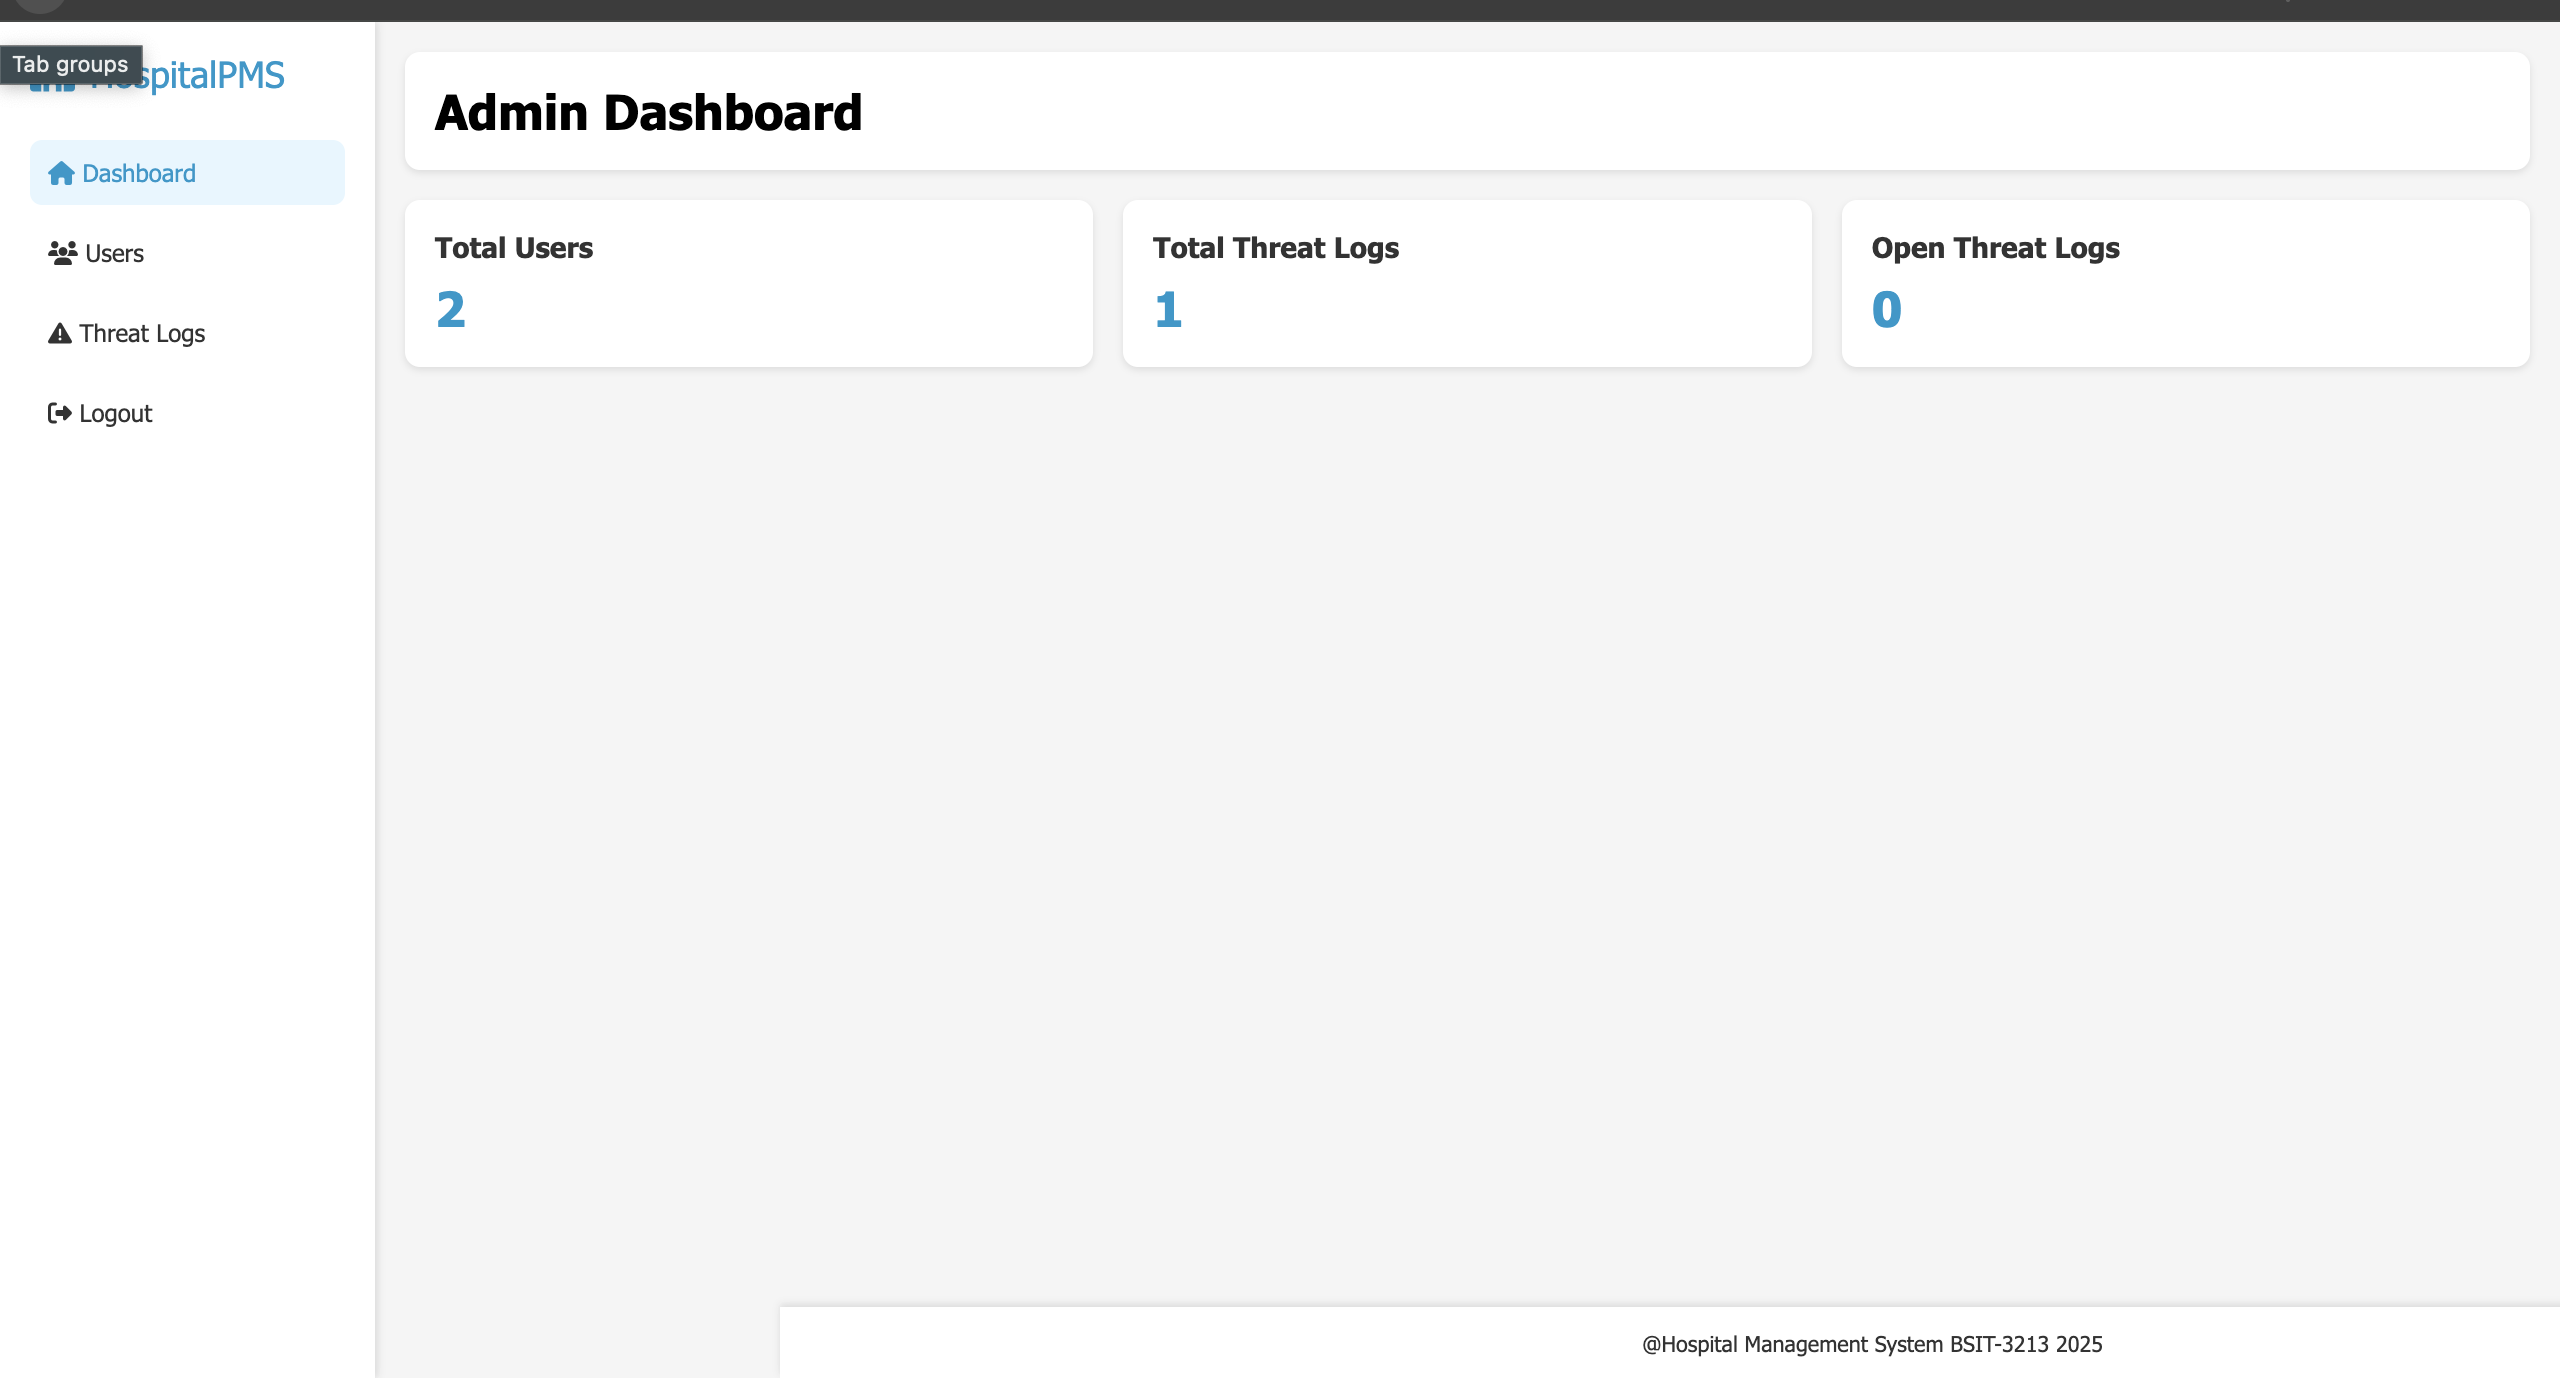 Tab groups
spitalPMS
Dashboard
Users
Threat Logs
Logout
Admin Dashboard
Total Users
2
Total Threat Logs
1
Open Threat Logs
0
@Hospital Management System BSIT-3213 2025